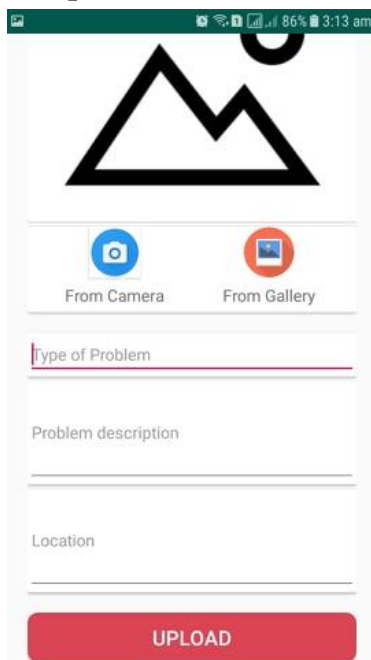 86% 3:13 am
From Camera From Gallery
Type of Problem
Problem description
Location
UPLOAD